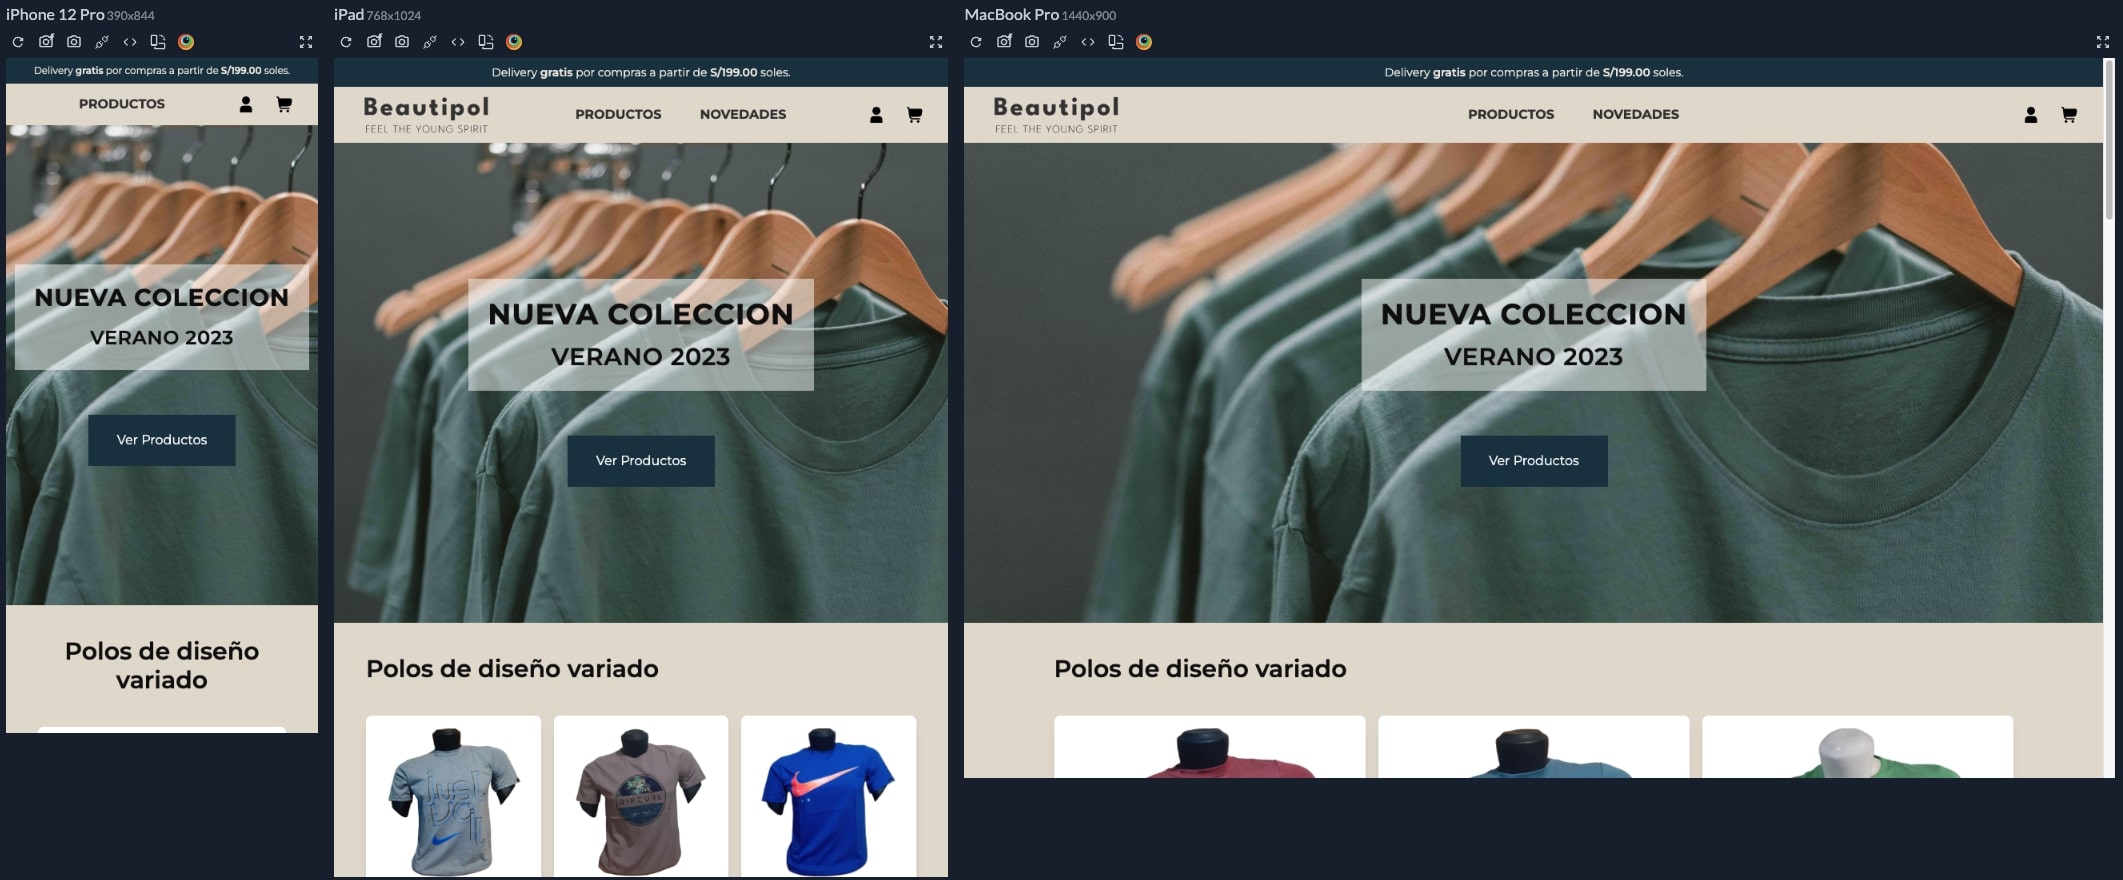 iPhone 12 Pro 390x844
Delivery gratis por compras a partir de S/199.00 soles.
PRODUCTOS
NUEVA COLECCION
VERANO 2023
Ver Productos
Polos de diseño
variado
iPad 768x1024
Delivery gratis por compras a partir de S/199.00 soles.
Beautipol
FEEL THE YOUNG SPIRIT
PRODUCTOS NOVEDADES
NUEVA COLECCION
VERANO 2023
Ver Productos
Polos de diseño variado
just
RIPCURL
MacBook Pro 1440x900
Delivery gratis por compras a partir de S/199.00 soles.
Beautipol
FEEL THE YOUNG SPIRIT
PRODUCTOS NOVEDADES
NUEVA COLECCION
VERANO 2023
Ver Productos
Polos de diseño variado